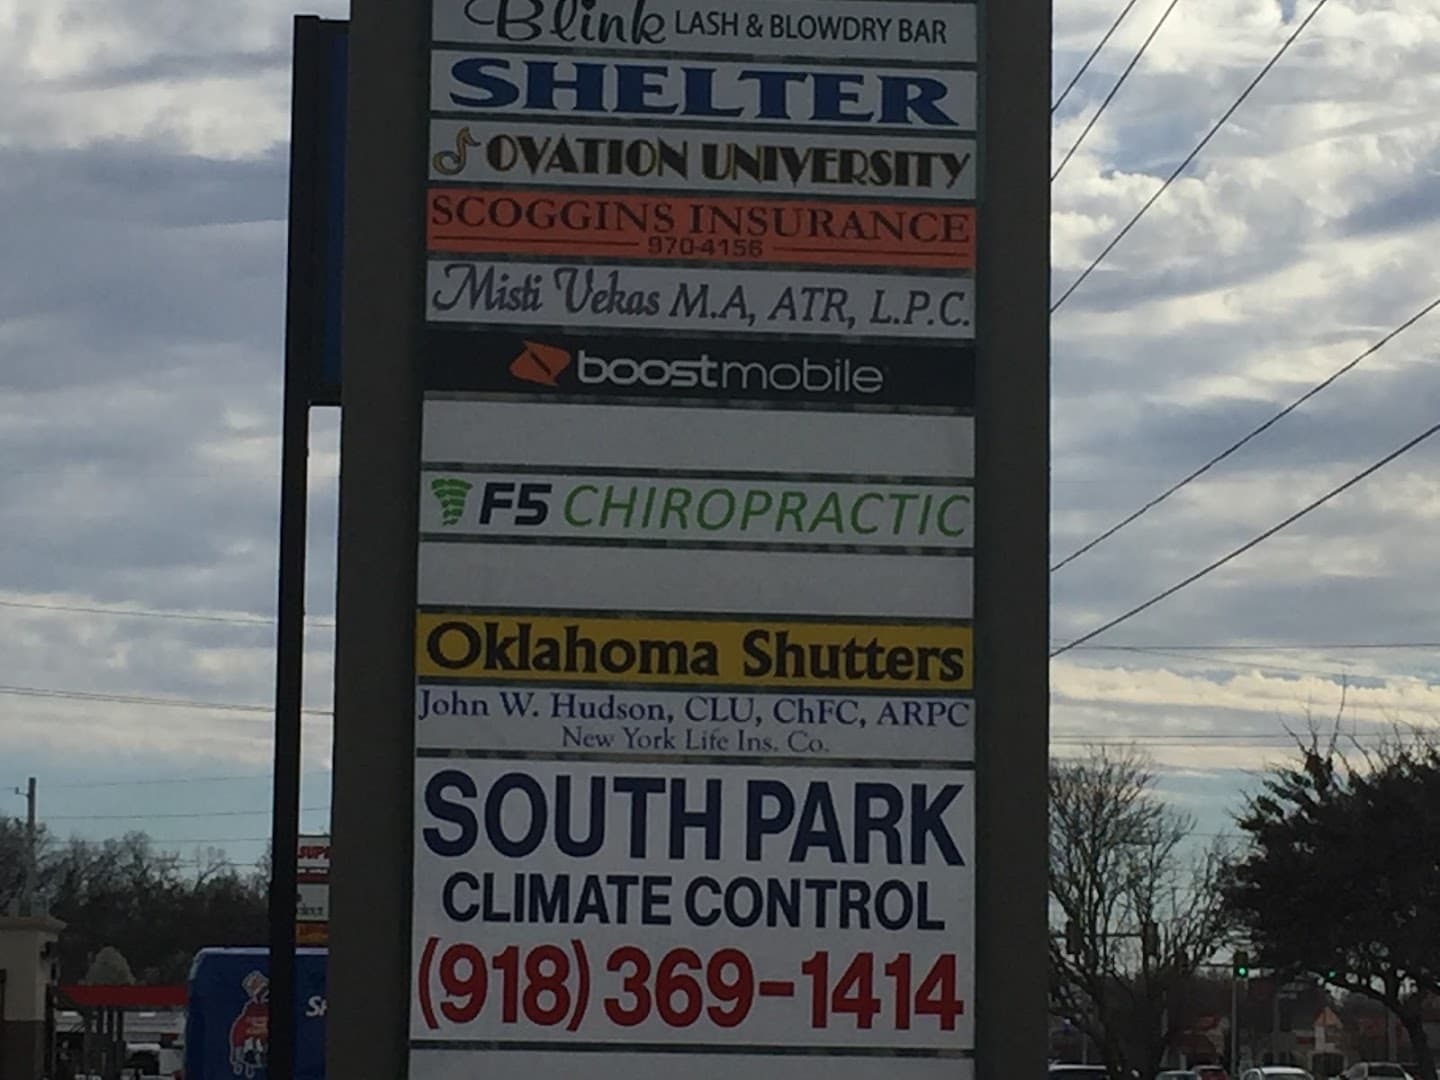 Blink LASH & BLOWDRY BAR
SHELTER
OVATION UNIVERSITY
SCOGGINS INSURANCE
970-4156
Misti Vekas M.A, ATR, L.P.C.
boostmobile
F5 CHIROPRACTIC
Oklahoma Shutters
John W. Hudson, CLU, ChFC, ARPC
New York Life Ins. Co.
SOUTH PARK
CLIMATE CONTROL
(918) 369-1414